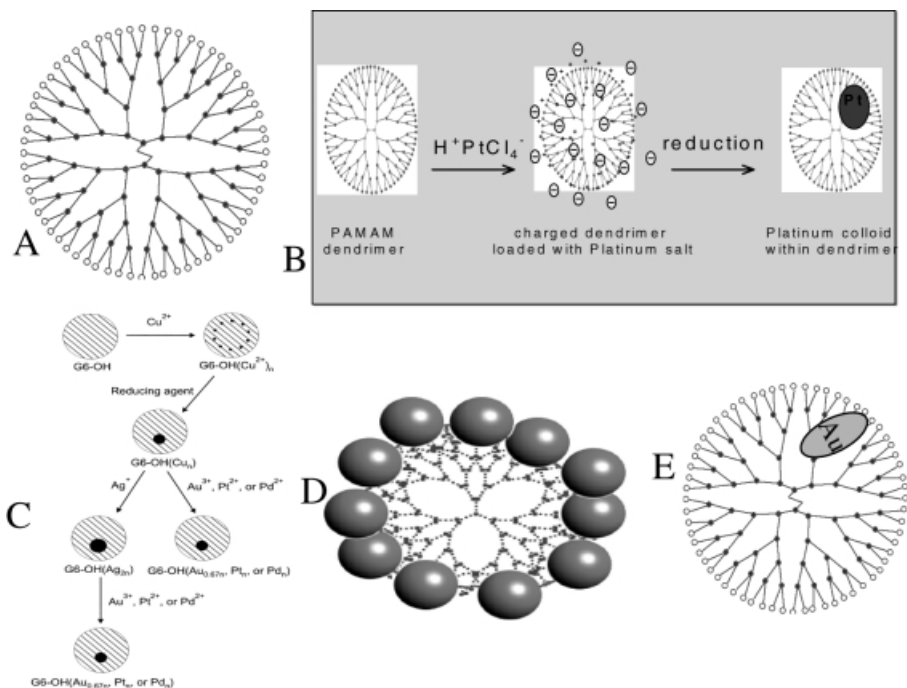 A
B
PAMAM
dendrimer
H⁺PtCl₄⁻
charged dendrimer
loaded with Platinum salt
reduction
Pt
Platinum colloid
within dendrimer
C
G6-OH
Cu²⁺
G6-OH(Cu²⁺)ₙ
Reducing agent
G6-OH(Cuₙ)
Ag⁺
Au³⁺, Pt²⁺, or Pd²⁺
G6-OH(Ag₂ₙ)
G6-OH(Au₀.₆₇ₙ, Ptₙ, or Pdₙ)
Au³⁺, Pt²⁺, or Pd²⁺
G6-OH(Au₀.₆₇ₙ, Ptₙ, or Pdₙ)
D
E
Au